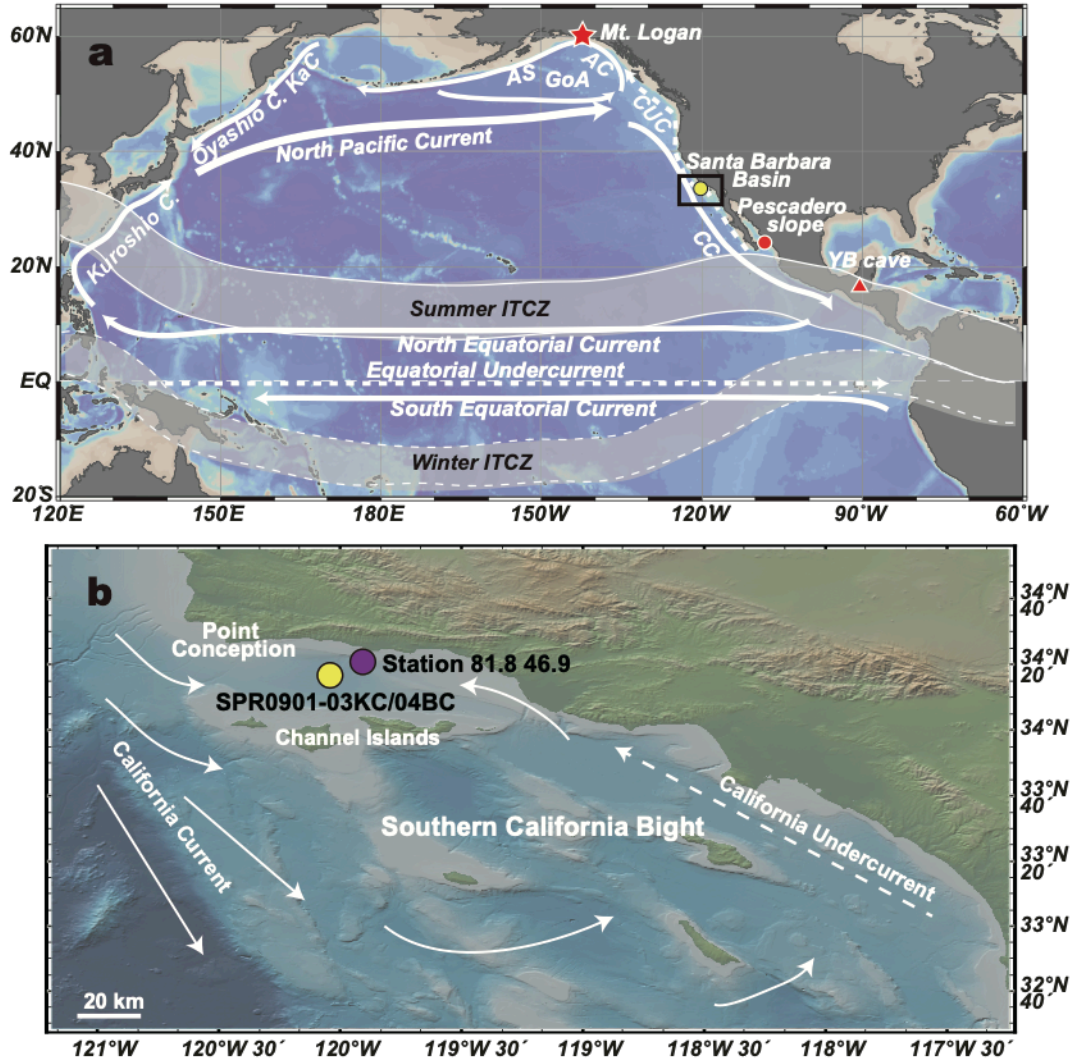 a
60˚N
40˚N
20˚N
EQ
20˚S
120˚E
150˚E
180˚E
150˚W
120˚W
90˚W
60˚W
Mt. Logan
AS
GoA
AC
CUC
Oyashio C. KaC
North Pacific Current
Kuroshio C.
Santa Barbara
Basin
Pescadero
slope
CC
YB cave
Summer ITCZ
North Equatorial Current
Equatorial Undercurrent
South Equatorial Current
Winter ITCZ
b
Point
Conception
Station 81.8 46.9
SPR0901-03KC/04BC
Channel Islands
California Current
Southern California Bight
California Undercurrent
20 km
34˚N
40´
34˚N
20´
34˚N
33˚N
40´
33˚N
20´
33˚N
32˚N
40´
121˚W
120˚W 30´
120˚W
119˚W 30´
119˚W
118˚W 30´
118˚W
117˚W 30´